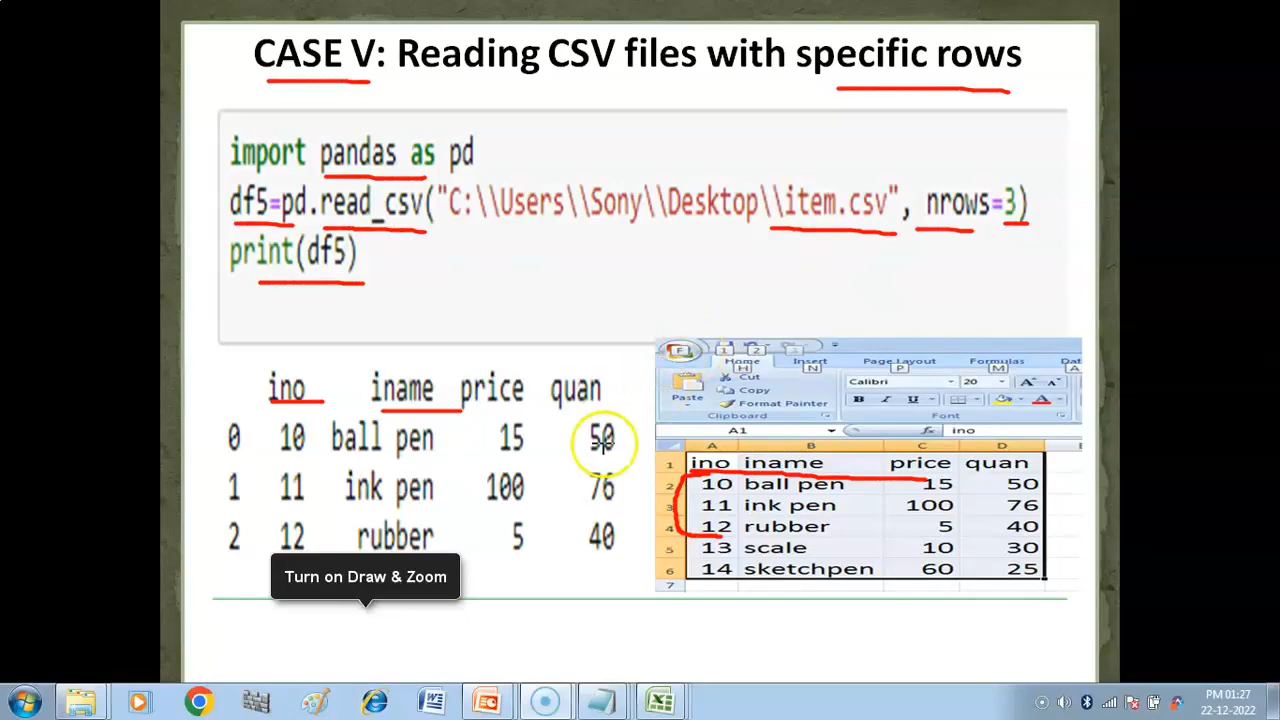 CASE V: Reading CSV files with specific rows
import pandas as pd
df5=pd.read_csv("C:\\Users\\Sony\\Desktop\\item.csv", nrows=3)
print(df5)
ino iname price quan
0 10 ball pen 15 50
1 11 ink pen 100 76
2 12 rubber 5 40
Turn on Draw & Zoom
F 1 2 3
Home Insert Page Layout Formulas Dat
H N P M A
Paste Cut Copy Format Painter
Calibri 20 A A
B I U A
Clipboard Font
A1 ino
A B C D E
1 ino iname price quan
2 10 ball pen 15 50
3 11 ink pen 100 76
4 12 rubber 5 40
5 13 scale 10 30
6 14 sketchpen 60 25
7
PM 01:27
22-12-2022